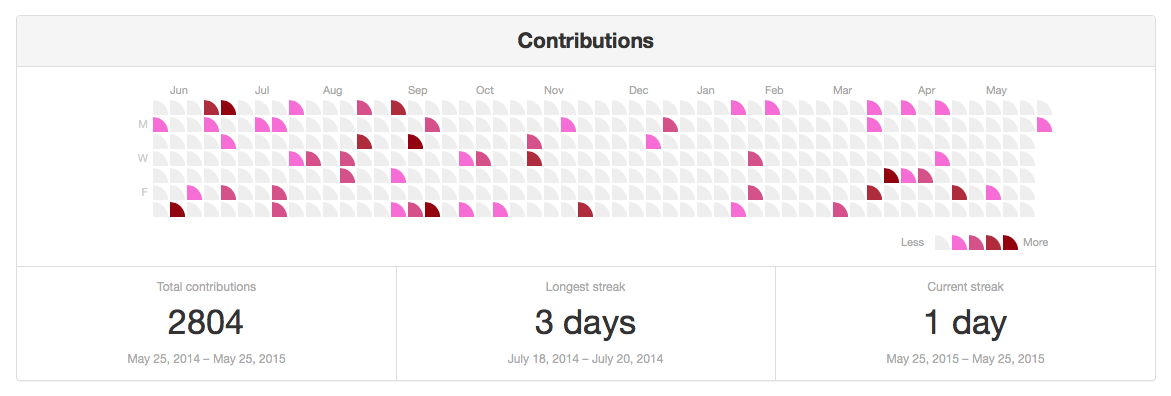 Contributions
Jun Jul Aug Sep Oct Nov Dec Jan Feb Mar Apr May
M
W
F
Less More
Total contributions
2804
May 25, 2014 – May 25, 2015
Longest streak
3 days
July 18, 2014 – July 20, 2014
Current streak
1 day
May 25, 2015 – May 25, 2015